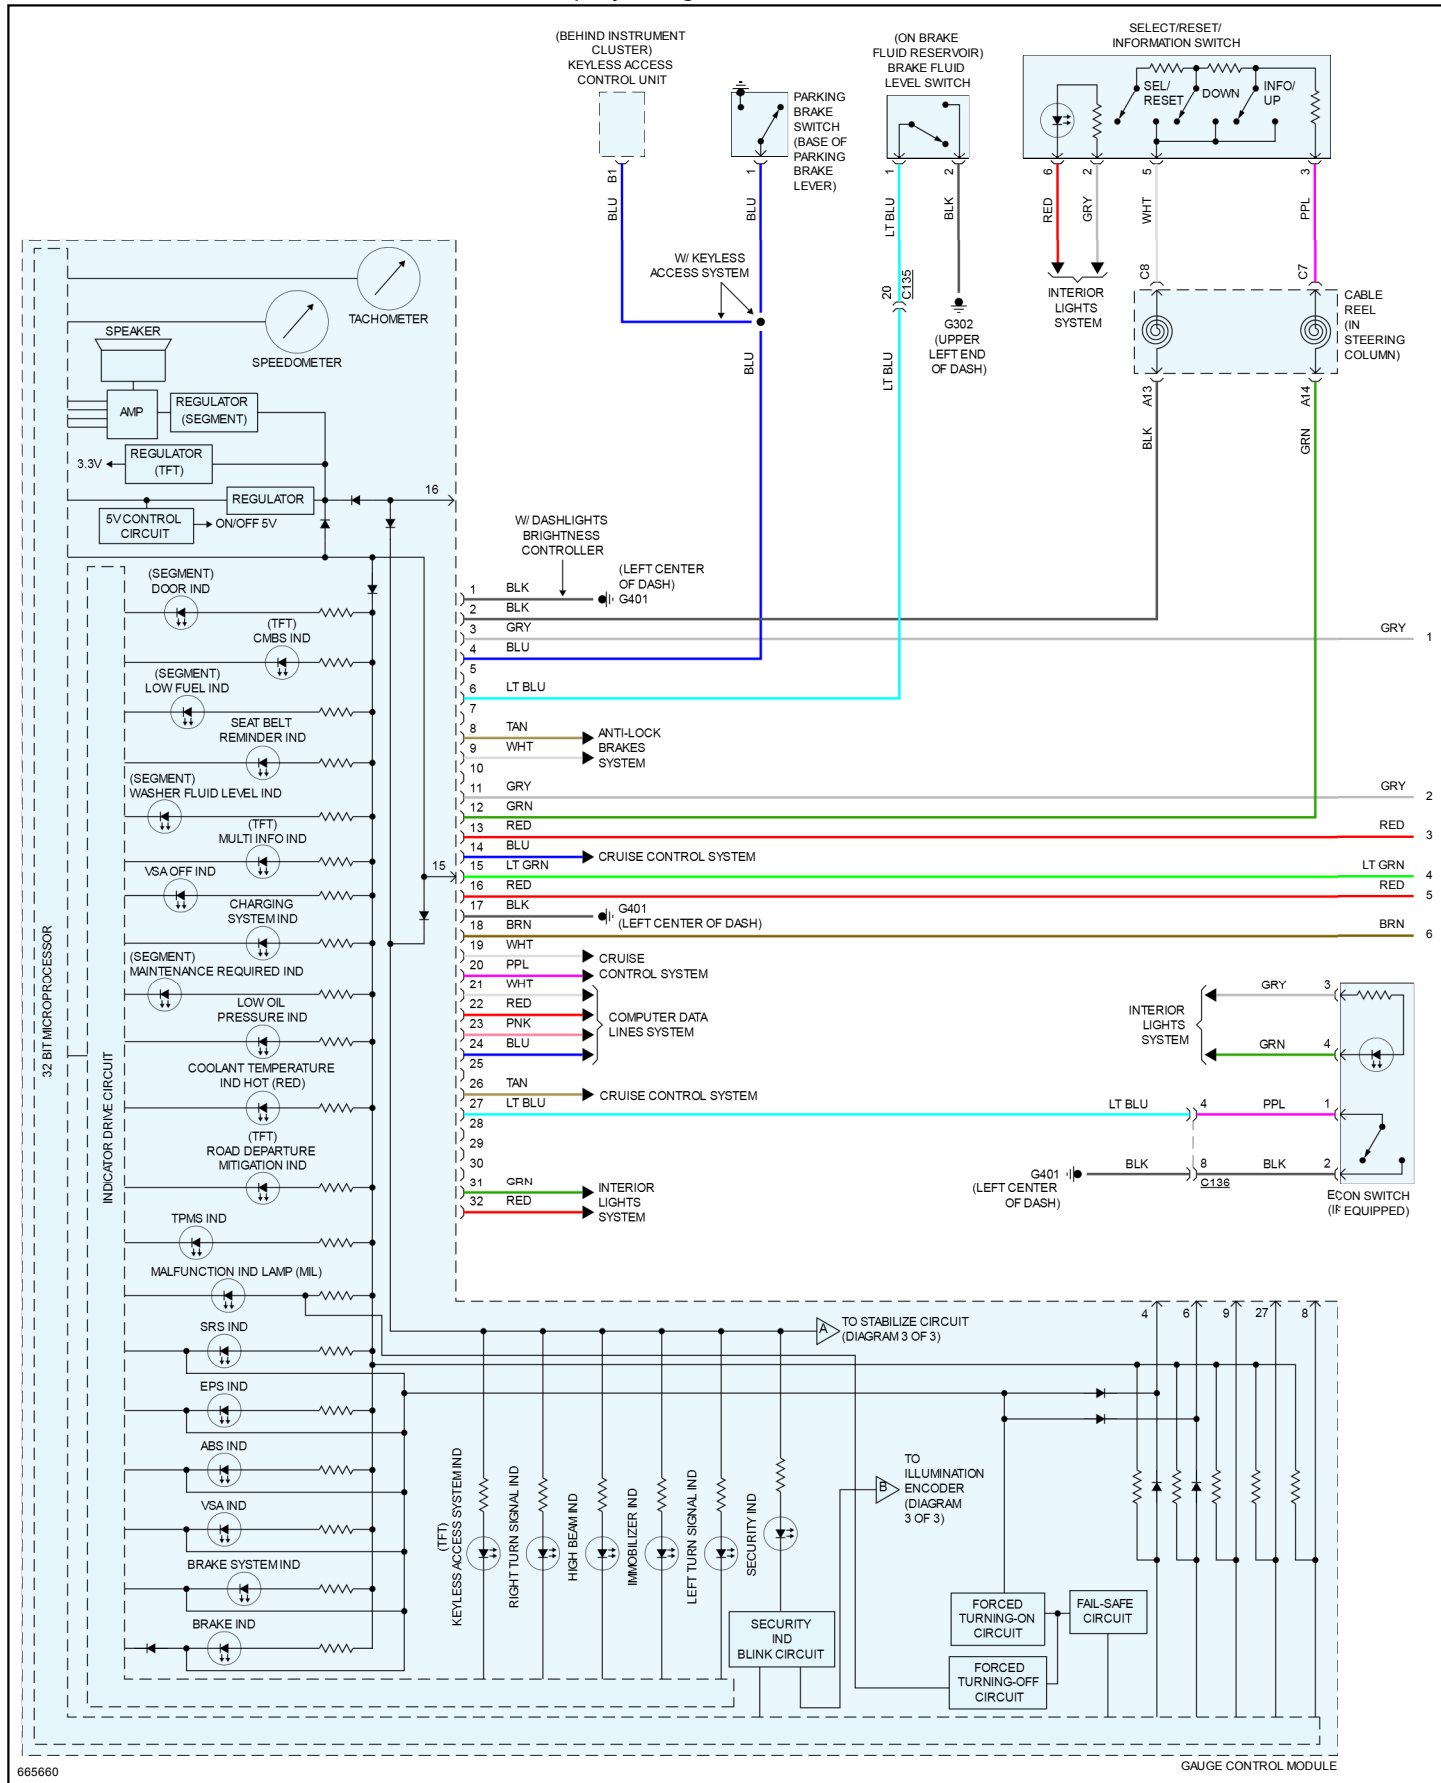 (BEHIND INSTRUMENT
CLUSTER)
KEYLESS ACCESS
CONTROL UNIT
PARKING
BRAKE
SWITCH
(BASE OF
PARKING
BRAKE
LEVER)
(ON BRAKE
FLUID RESERVOIR)
BRAKE FLUID
LEVEL SWITCH
SELECT/RESET/
INFORMATION SWITCH
SEL/
RESET
DOWN
INFO/
UP
B1
1
1
2
6
2
5
3
BLU
BLU
LT BLU
BLK
RED
GRY
WHT
PPL
W/ KEYLESS
ACCESS SYSTEM
20
C135
C8
C7
INTERIOR
LIGHTS
SYSTEM
CABLE
REEL
(IN
STEERING
COLUMN)
G302
(UPPER
LEFT END
OF DASH)
BLU
LT BLU
A13
A14
BLK
GRN
TACHOMETER
SPEEDOMETER
SPEAKER
AMP
REGULATOR
(SEGMENT)
3.3V
REGULATOR
(TFT)
REGULATOR
16
5V CONTROL
CIRCUIT
ON/OFF 5V
W/ DASHLIGHTS
BRIGHTNESS
CONTROLLER
(LEFT CENTER
OF DASH)
G401
1 BLK
2 BLK
3 GRY GRY 1
4 BLU
5
6 LT BLU
7
8 TAN
9 WHT
ANTI-LOCK
BRAKES
SYSTEM
10
11 GRY GRY 2
12 GRN
13 RED RED 3
14 BLU CRUISE CONTROL SYSTEM
15
15 LT GRN LT GRN 4
16 RED RED 5
17 BLK G401
(LEFT CENTER OF DASH)
18 BRN BRN 6
19 WHT
20 PPL
CRUISE
CONTROL SYSTEM
21 WHT
22 RED
23 PNK
24 BLU
COMPUTER DATA
LINES SYSTEM
25
26 TAN CRUISE CONTROL SYSTEM
27 LT BLU LT BLU 4 PPL 1
28
29
30
31 GRN
32 RED
INTERIOR
LIGHTS
SYSTEM
INTERIOR
LIGHTS
SYSTEM
GRY 3
GRN 4
G401
(LEFT CENTER
OF DASH)
BLK 8 BLK 2
C136
ECON SWITCH
(IF EQUIPPED)
32 BIT MICROPROCESSOR
INDICATOR DRIVE CIRCUIT
(SEGMENT)
DOOR IND
(TFT)
CMBS IND
(SEGMENT)
LOW FUEL IND
SEAT BELT
REMINDER IND
(SEGMENT)
WASHER FLUID LEVEL IND
(TFT)
MULTI INFO IND
VSA OFF IND
CHARGING
SYSTEM IND
(SEGMENT)
MAINTENANCE REQUIRED IND
LOW OIL
PRESSURE IND
COOLANT TEMPERATURE
IND HOT (RED)
(TFT)
ROAD DEPARTURE
MITIGATION IND
TPMS IND
MALFUNCTION IND LAMP (MIL)
SRS IND
EPS IND
ABS IND
VSA IND
BRAKE SYSTEM IND
BRAKE IND
4
6
9
27
8
A
TO STABILIZE CIRCUIT
(DIAGRAM 3 OF 3)
B
TO
ILLUMINATION
ENCODER
(DIAGRAM
3 OF 3)
(TFT)
KEYLESS ACCESS SYSTEM IND
RIGHT TURN SIGNAL IND
HIGH BEAM IND
IMMOBILIZER IND
LEFT TURN SIGNAL IND
SECURITY IND
SECURITY
IND
BLINK CIRCUIT
FORCED
TURNING-ON
CIRCUIT
FAIL-SAFE
CIRCUIT
FORCED
TURNING-OFF
CIRCUIT
665660
GAUGE CONTROL MODULE